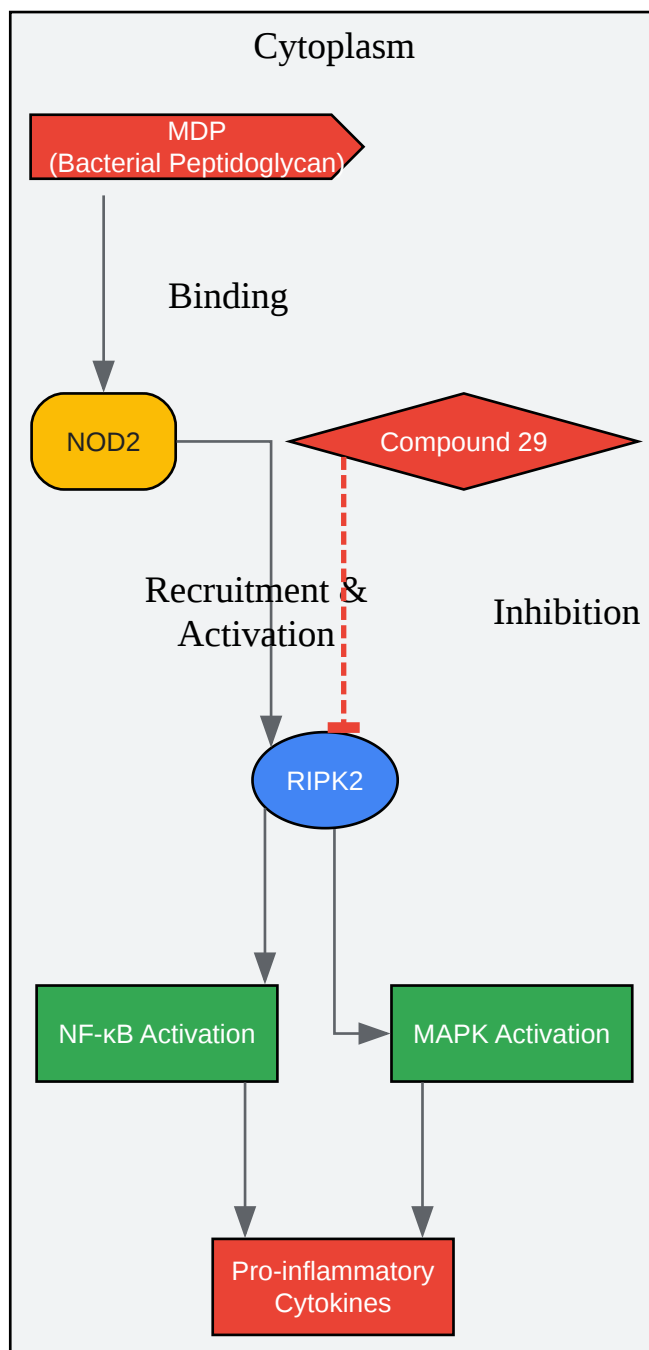 Cytoplasm
MDP
(Bacterial Peptidoglycan)
Binding
NOD2
Compound 29
Recruitment &
Activation
Inhibition
RIPK2
NF-κB Activation
MAPK Activation
Pro-inflammatory
Cytokines